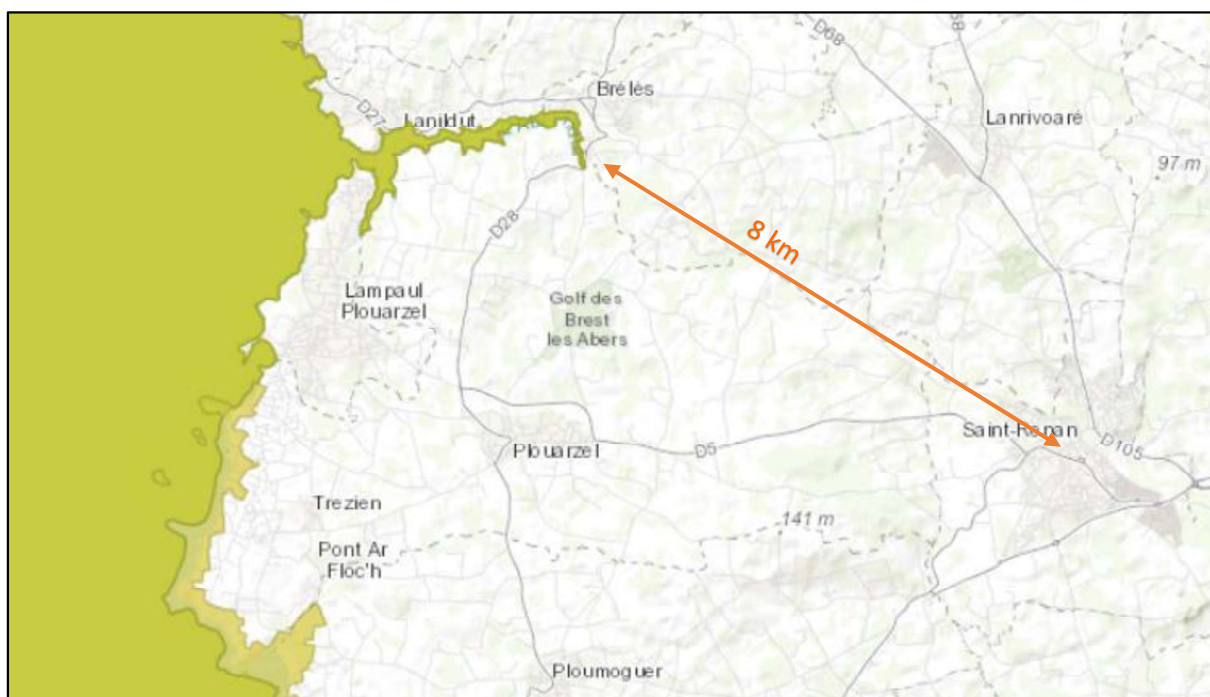 D68
Brélès
D27
Lanildut
Lanrivoaré
97 m
D28
8 km
Lampaul
Plouarzel
Golf des
Brest
les Abers
Saint-Renan
D105
Plouarzel
D5
Trezien
141 m
Pont Ar
Floc'h
Ploumoguer